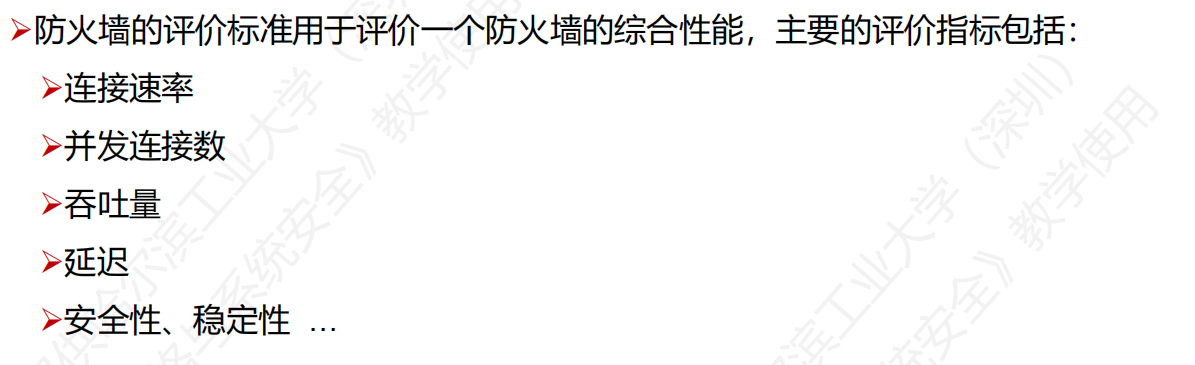 防火墙的评价标准用于评价一个防火墙的综合性能，主要的评价指标包括：
连接速率
并发连接数
吞吐量
延迟
安全性、稳定性 …
哈尔滨工业大学（深
络与系统安全》教学使用
滨工业大学（深圳）
统安全》教学使用